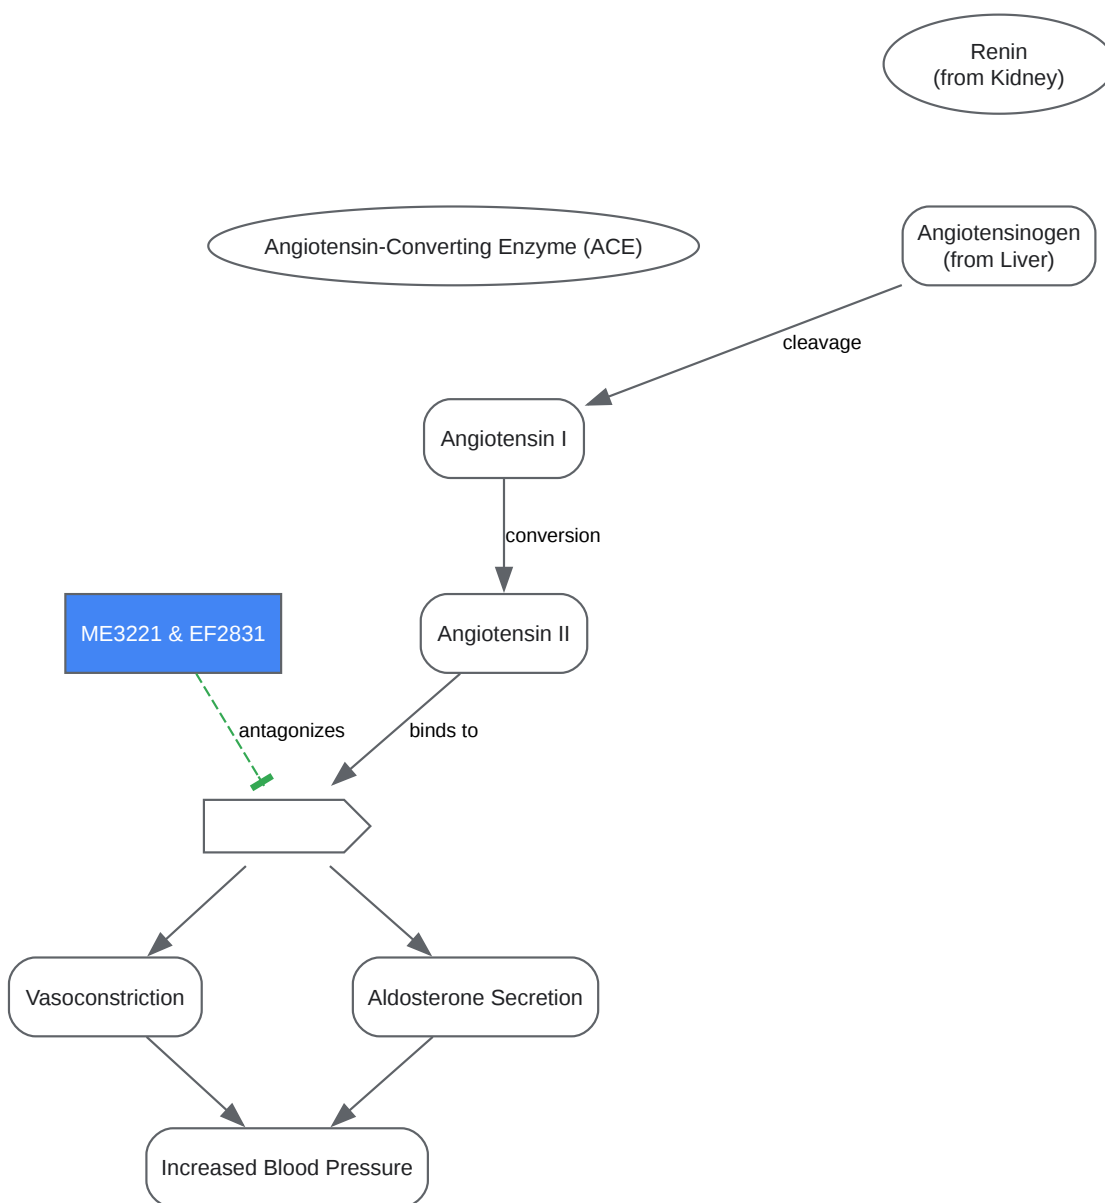 Renin
(from Kidney)
Angiotensin-Converting Enzyme (ACE)
Angiotensinogen
(from Liver)
cleavage
Angiotensin I
conversion
ME3221 & EF2831
Angiotensin II
antagonizes
binds to
Vasoconstriction
Aldosterone Secretion
Increased Blood Pressure